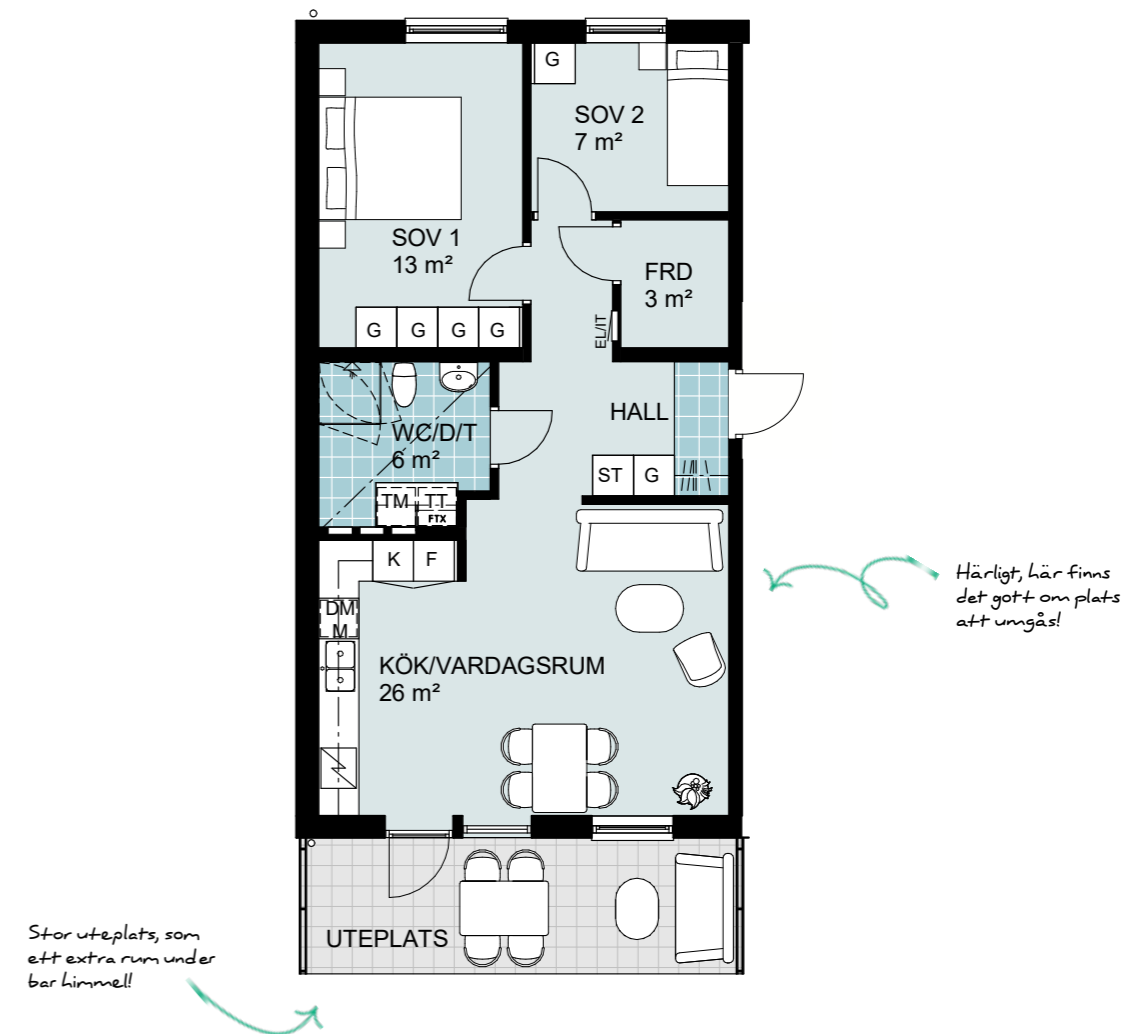 G
SOV 2
7 m²
SOV 1
13 m²
FRD
3 m²
G G G G
EL/IT
HALL
WC/D/T
6 m²
ST G
TM TT
FTX
K F
DM
M
Härligt, här finns
det gott om plats
att umgås!
KÖK/VARDAGSRUM
26 m²
UTEPLATS
Stor uteplats, som
ett extra rum under
bar himmel!